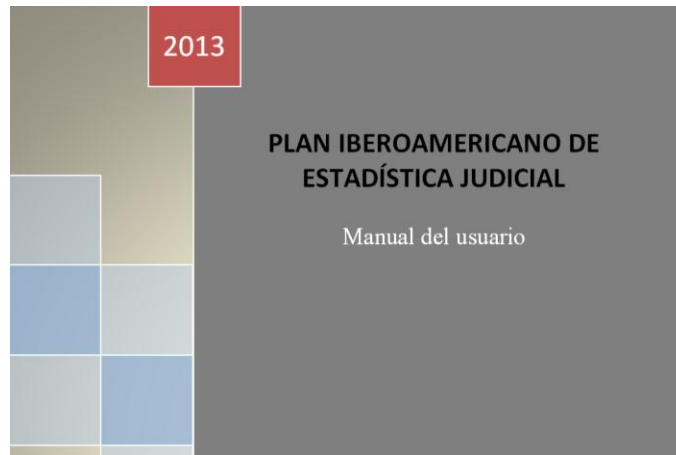 2013
PLAN IBEROAMERICANO DE
ESTADÍSTICA JUDICIAL
Manual del usuario